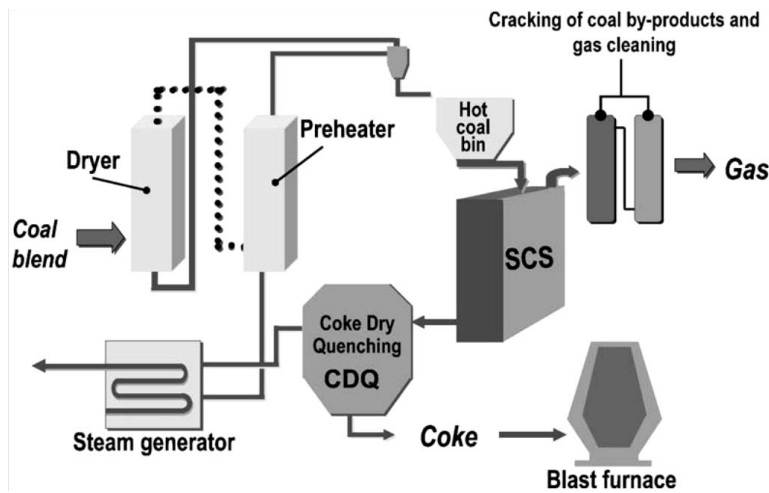 Cracking of coal by-products and
gas cleaning
Hot
coal
bin
Preheater
Dryer
Gas
Coal
blend
SCS
Coke Dry
Quenching
CDQ
Steam generator
Coke
Blast furnace